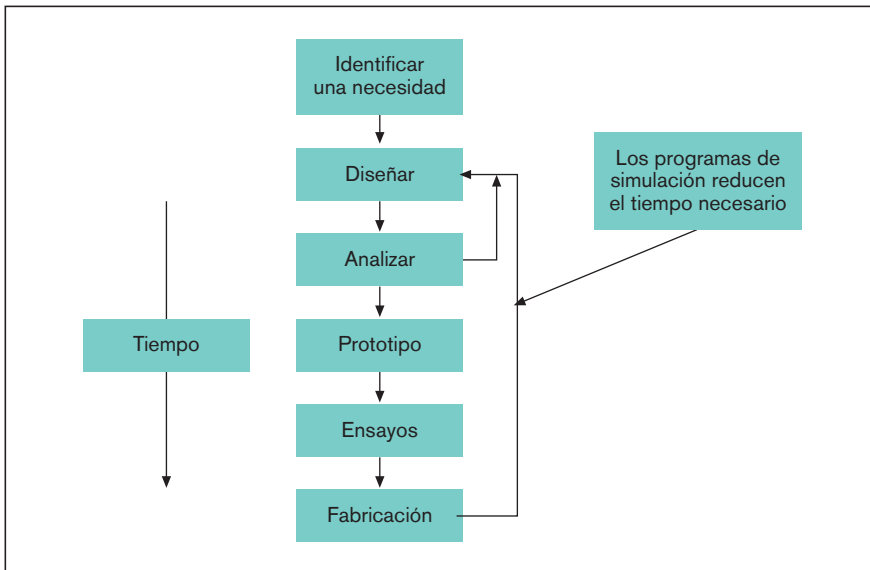 Identificar
una necesidad
Diseñar
Los programas de
simulación reducen
el tiempo necesario
Analizar
Tiempo
Prototipo
Ensayos
Fabricación